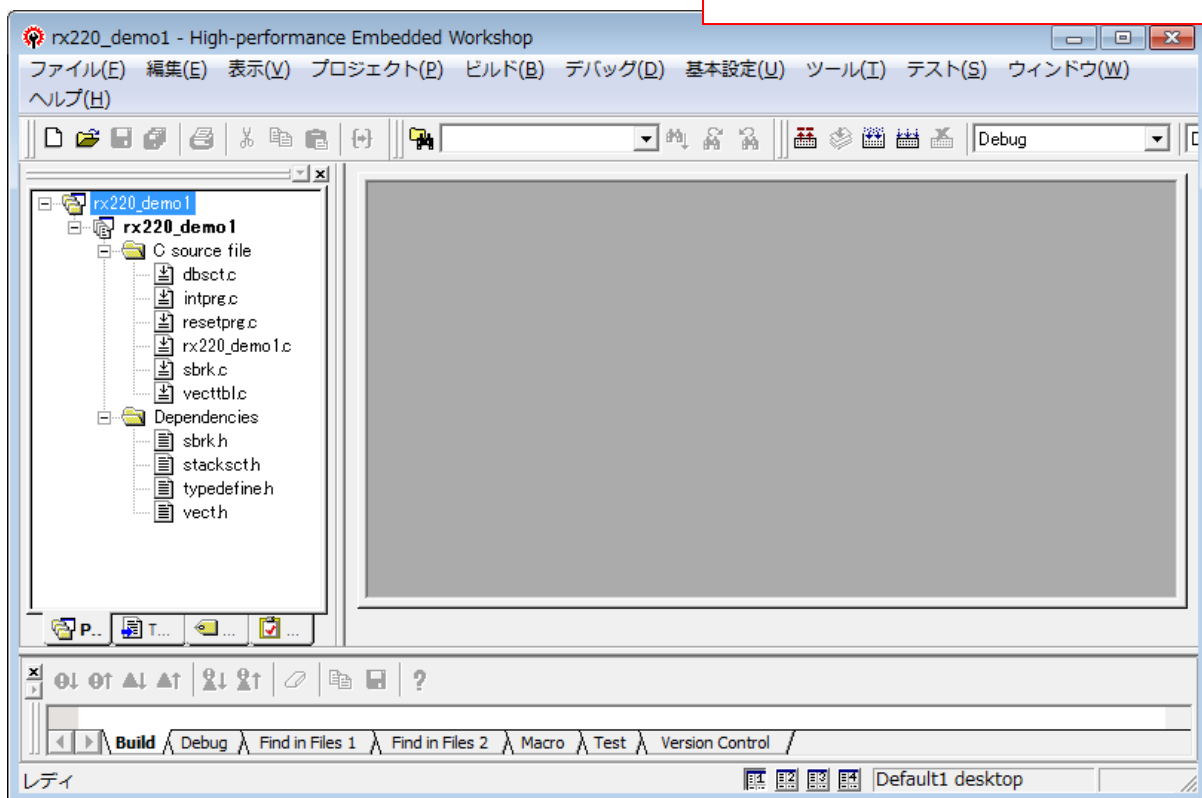 rx220_demo1 - High-performance Embedded Workshop
ファイル(F) 編集(E) 表示(V) プロジェクト(P) ビルド(B) デバッグ(D) 基本設定(U) ツール(T) テスト(S) ウィンドウ(W)
ヘルプ(H)
Debug
rx220_demo1
rx220_demo1
C source file
dbsct.c
intprg.c
resetprg.c
rx220_demo1.c
sbrk.c
vecttbl.c
Dependencies
sbrk.h
stacksct.h
typedefine.h
vect.h
P... T... ... ...
Build Debug Find in Files 1 Find in Files 2 Macro Test Version Control
レディ Default1 desktop